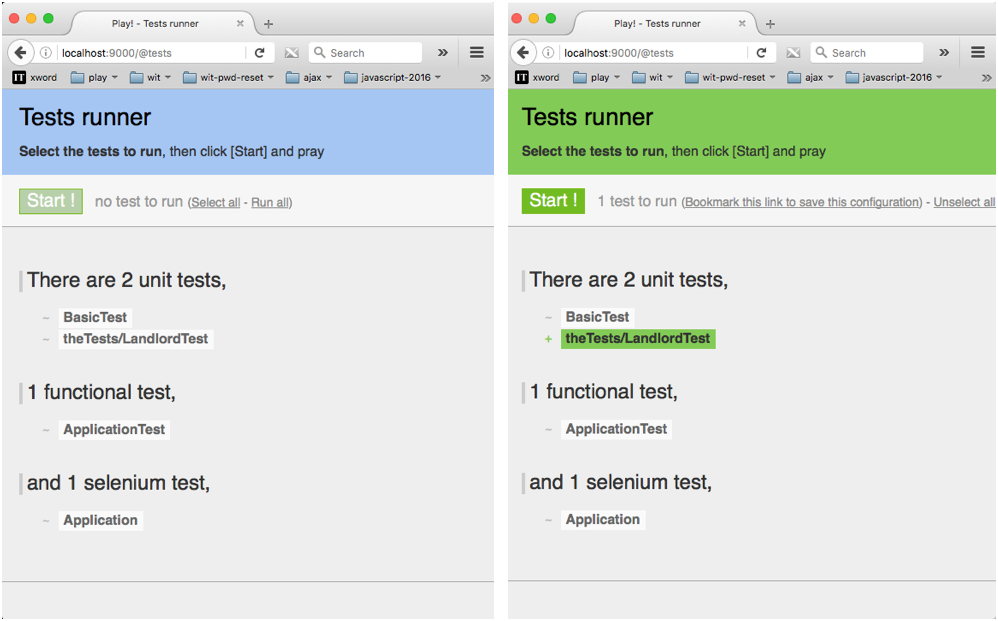 Play! - Tests runner
localhost:9000/@tests
Search
IT xword play wit wit-pwd-reset ajax javascript-2016
Tests runner
Select the tests to run, then click [Start] and pray
Start ! no test to run (Select all - Run all)
There are 2 unit tests,
~ BasicTest
~ theTests/LandlordTest
1 functional test,
~ ApplicationTest
and 1 selenium test,
~ Application
Play! - Tests runner
localhost:9000/@tests
Search
IT xword play wit wit-pwd-reset ajax javascript-2016
Tests runner
Select the tests to run, then click [Start] and pray
Start ! 1 test to run (Bookmark this link to save this configuration) - Unselect all
There are 2 unit tests,
~ BasicTest
+ theTests/LandlordTest
1 functional test,
~ ApplicationTest
and 1 selenium test,
~ Application